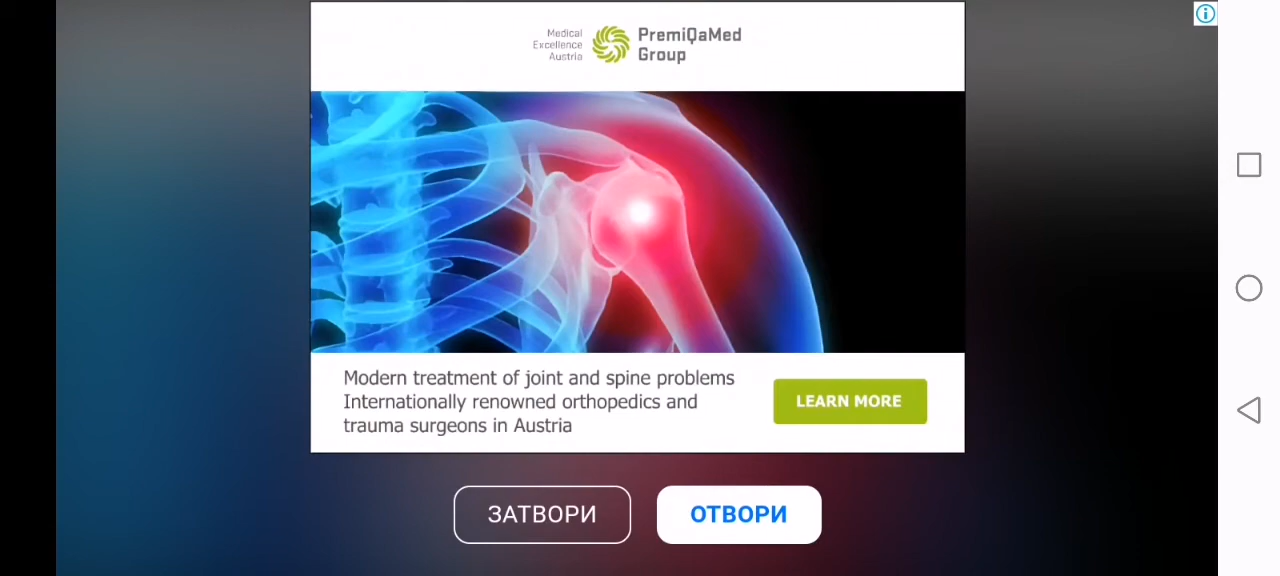 Medical
Excellence
Austria
PremiQaMed
Group
Modern treatment of joint and spine problems
Internationally renowned orthopedics and
trauma surgeons in Austria
LEARN MORE
ЗАТВОРИ
ОТВОРИ